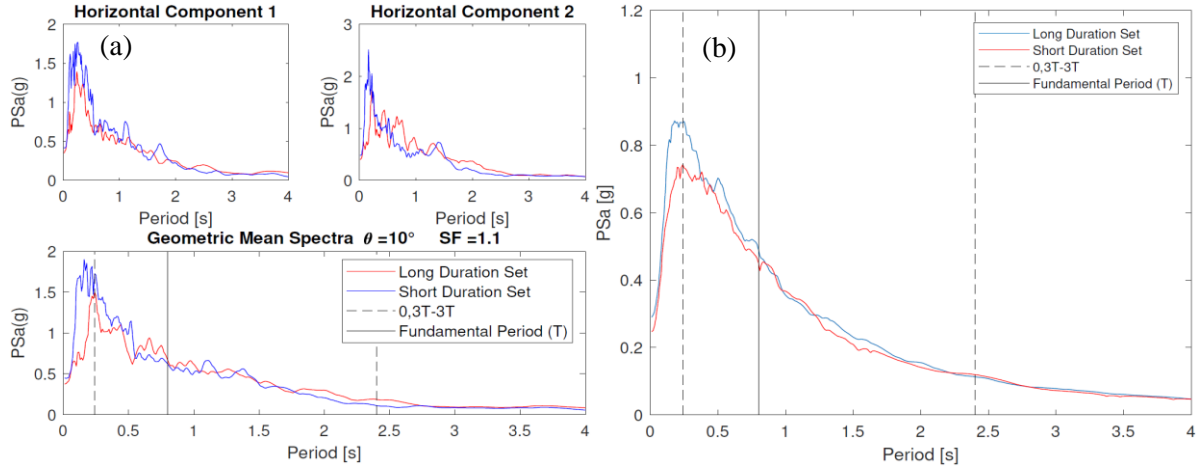 Horizontal Component 1
(a)
PSa(g)
2
1.5
1
0.5
0
0 1 2 3 4
Period [s]
Horizontal Component 2
PSa(g)
3
2
1
0
0 1 2 3 4
Period [s]
Geometric Mean Spectra θ =10° SF =1.1
PSa(g)
2
1.5
1
0.5
0
Long Duration Set
Short Duration Set
0,3T-3T
Fundamental Period (T)
0 0.5 1 1.5 2 2.5 3 3.5 4
Period [s]
(b)
PSa [g]
1.2
1
0.8
0.6
0.4
0.2
0
Long Duration Set
Short Duration Set
0,3T-3T
Fundamental Period (T)
0 0.5 1 1.5 2 2.5 3 3.5 4
Period [s]